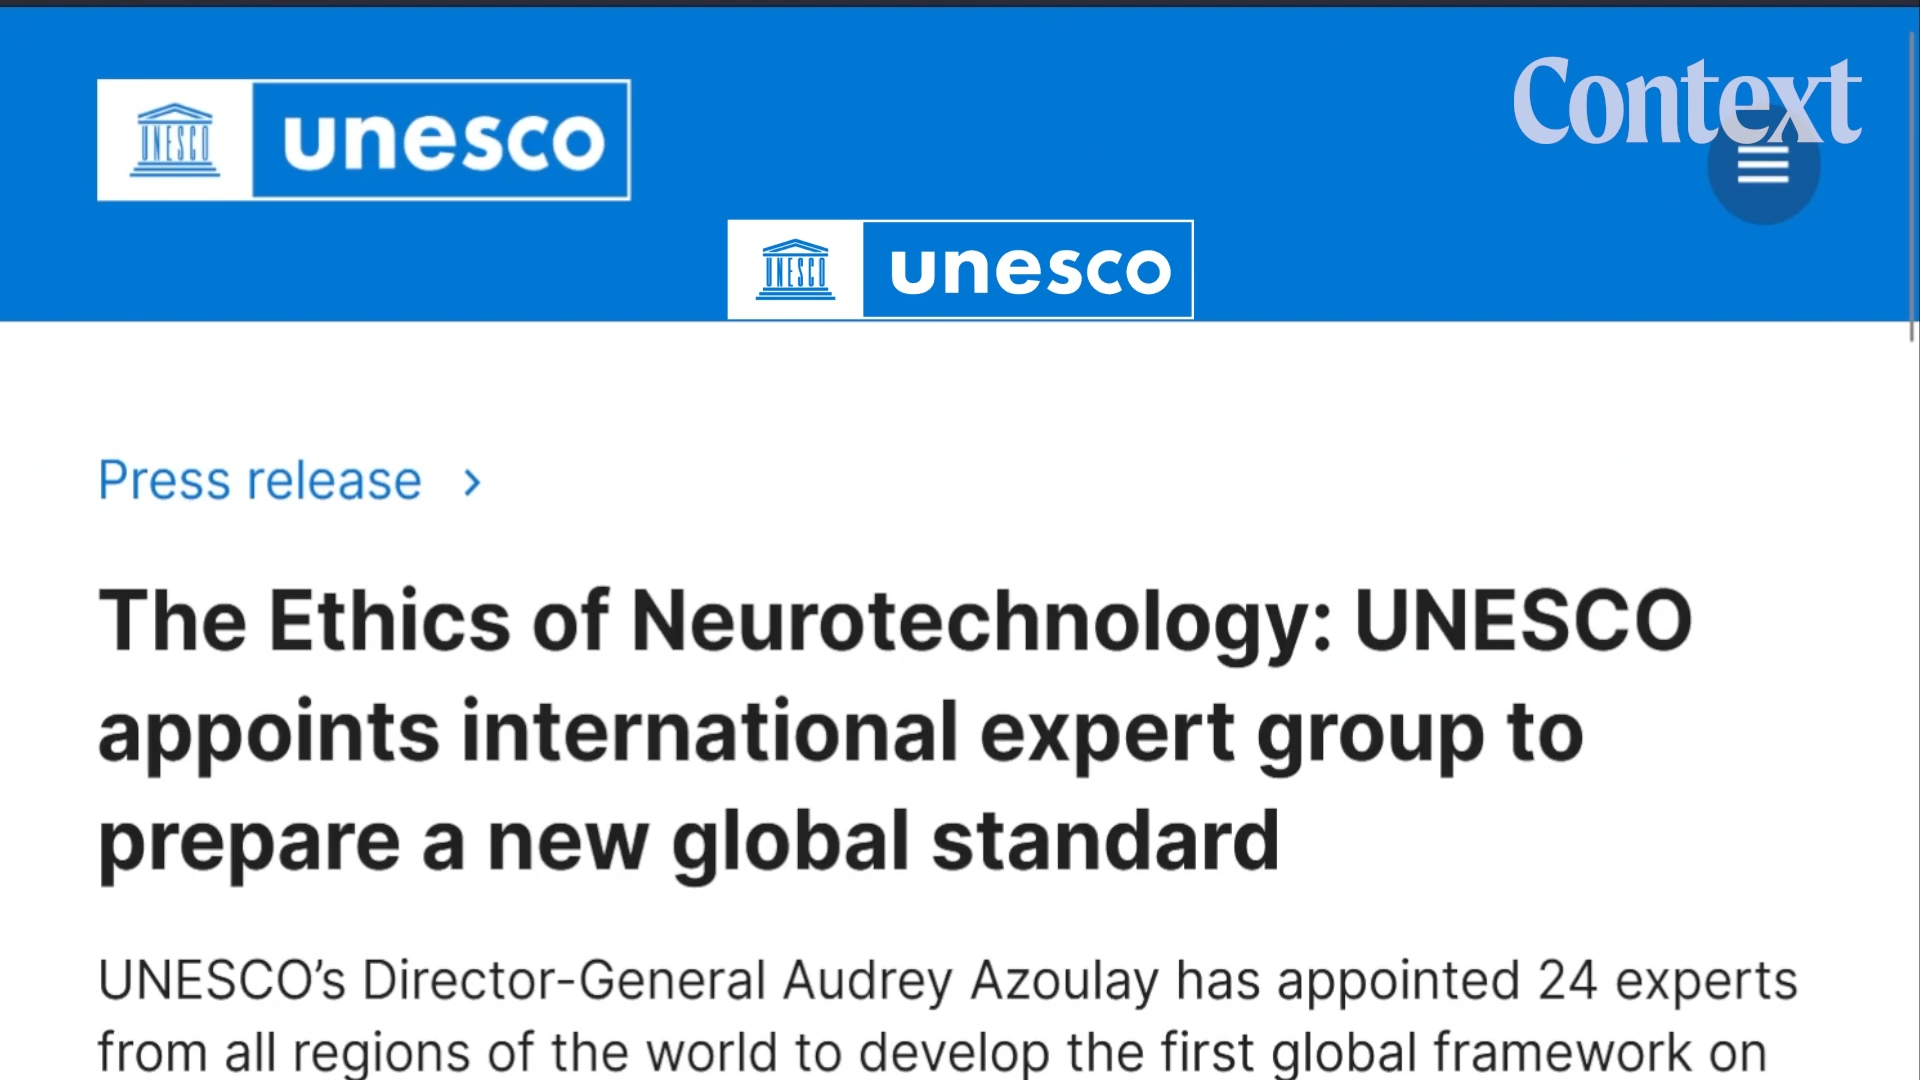 Context
UNESCO
unesco
UNESCO
unesco
Press release
The Ethics of Neurotechnology: UNESCO
appoints international expert group to
prepare a new global standard
UNESCO’s Director-General Audrey Azoulay has appointed 24 experts
from all regions of the world to develop the first global framework on